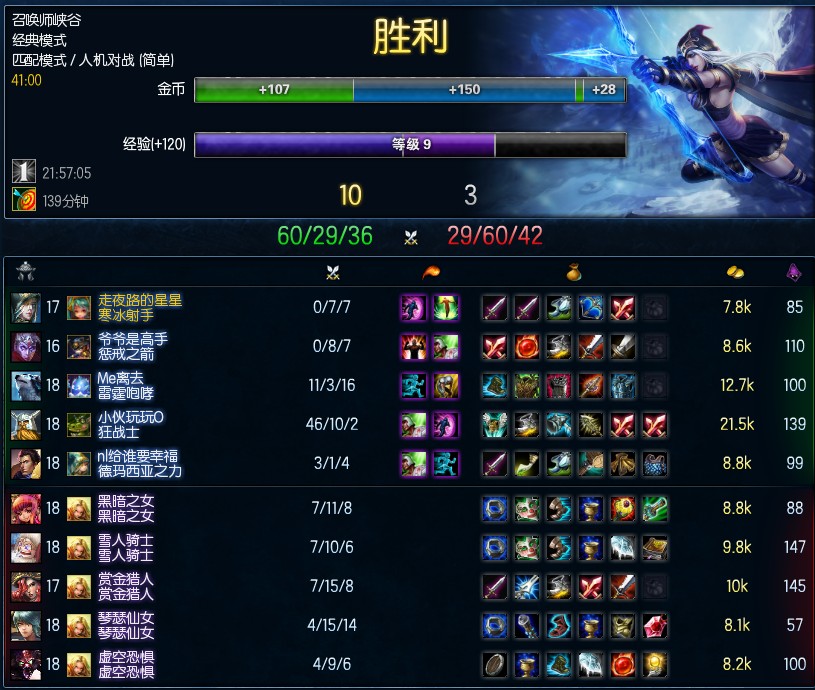 召唤师峡谷
胜利
经典模式
匹配模式 / 人机对战 (简单)
41:00
金币 +107 +150 +28
经验(+120) 等级 9
1 21:57:05
139分钟
10 3
60/29/36 29/60/42
17 走夜路的星星 0/7/7 7.8k 85
寒冰射手
16 爷爷是高手 0/8/7 8.6k 110
惩戒之箭
18 Me离去 11/3/16 12.7k 100
雷霆咆哮
18 小伙玩玩O 46/10/2 21.5k 139
狂战士
18 nl给谁要幸福 3/1/4 8.8k 99
德玛西亚之力
18 黑暗之女 7/11/8 8.8k 88
黑暗之女
18 雪人骑士 7/10/6 9.8k 147
雪人骑士
17 赏金猎人 7/15/8 10k 145
赏金猎人
18 琴瑟仙女 4/15/14 8.1k 57
琴瑟仙女
18 虚空恐惧 4/9/6 8.2k 100
虚空恐惧